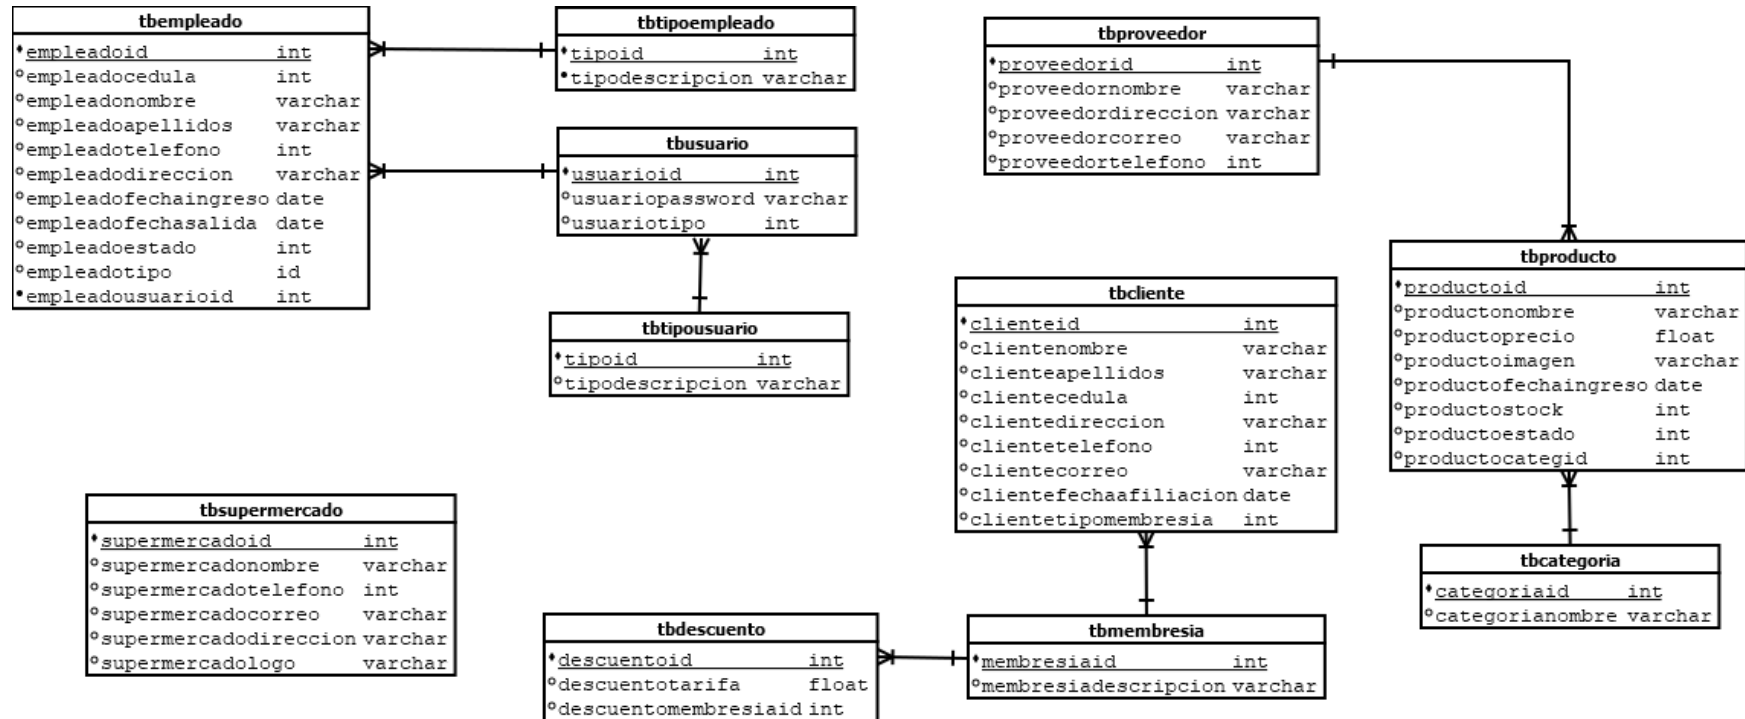 tbempleado
empleadoid int
empleadocedula int
empleadonombre varchar
empleadoapellidos varchar
empleadotelefono int
empleadodireccion varchar
empleadofechaingreso date
empleadofechasalida date
empleadoestado int
empleadotipo id
empleadousuarioid int
tbtipoempleado
tipoid int
tipodescripcion varchar
tbusuario
usuarioid int
usuariopassword varchar
usuariotipo int
tbtipousuario
tipoid int
tipodescripcion varchar
tbproveedor
proveedorid int
proveedornombre varchar
proveedordireccion varchar
proveedorcorreo varchar
proveedortelefono int
tbproducto
productoid int
productonombre varchar
productoprecio float
productoimagen varchar
productofechaingreso date
productostock int
productoestado int
productocategid int
tbcliente
clienteid int
clientenombre varchar
clienteapellidos varchar
clientecedula int
clientedireccion varchar
clientetelefono int
clientecorreo varchar
clientefechaafiliacion date
clientetipomembresia int
tbsupermercado
supermercadoid int
supermercadonombre varchar
supermercadotelefono int
supermercadocorreo varchar
supermercadodireccion varchar
supermercadologo varchar
tbdescuento
descuentoid int
descuentotarifa float
descuentomembresiaid int
tbmembresia
membresiaid int
membresiadescripcion varchar
tbcategoria
categoriaid int
categorianombre varchar